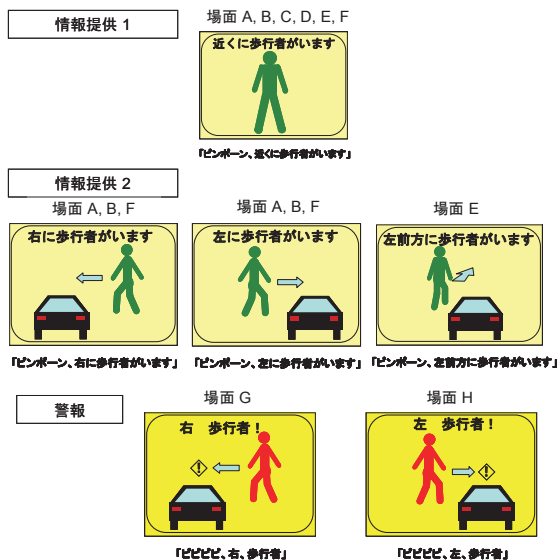 情報提供 1
場面 A, B, C, D, E, F
近くに歩行者がいます
「ピンポーン、近くに歩行者がいます」
情報提供 2
場面 A, B, F
右に歩行者がいます
「ピンポーン、右に歩行者がいます」
場面 A, B, F
左に歩行者がいます
「ピンポーン、左に歩行者がいます」
場面 E
左前方に歩行者がいます
「ピンポーン、左前方に歩行者がいます」
警報
場面 G
右 歩行者！
!
「ピピピピ、右、歩行者」
場面 H
左 歩行者！
!
「ピピピピ、左、歩行者」